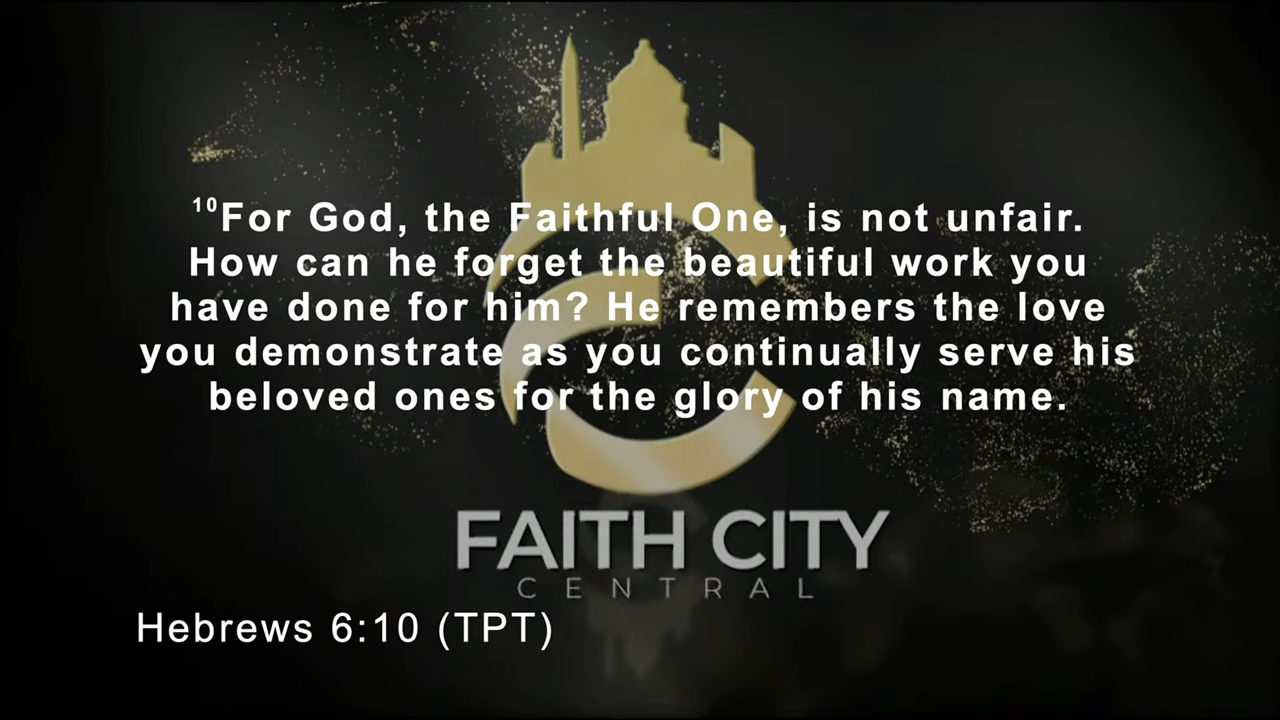 ¹⁰For God, the Faithful One, is not unfair.
How can he forget the beautiful work you
have done for him? He remembers the love
you demonstrate as you continually serve his
beloved ones for the glory of his name.
FAITH CITY
CENTRAL
Hebrews 6:10 (TPT)